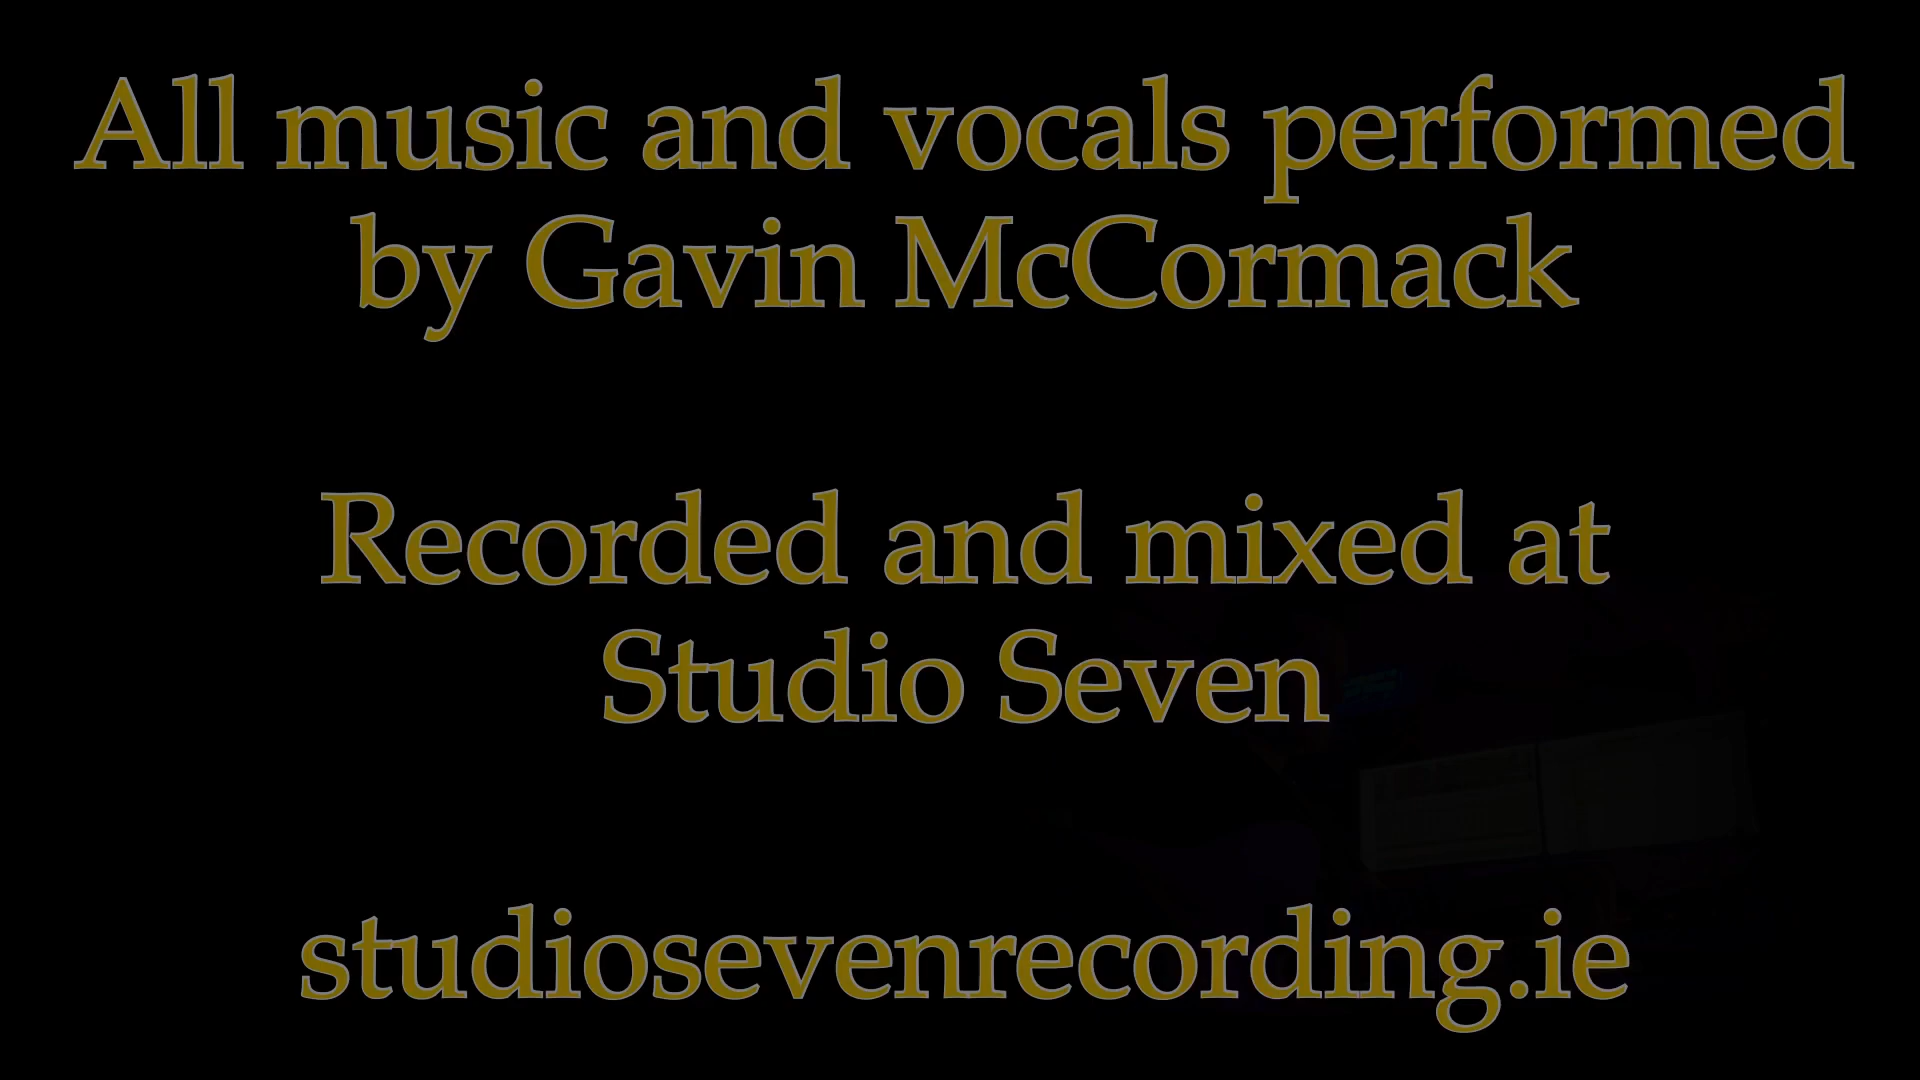 All music and vocals performed
by Gavin McCormack
Recorded and mixed at
Studio Seven
studiosevenrecording.ie